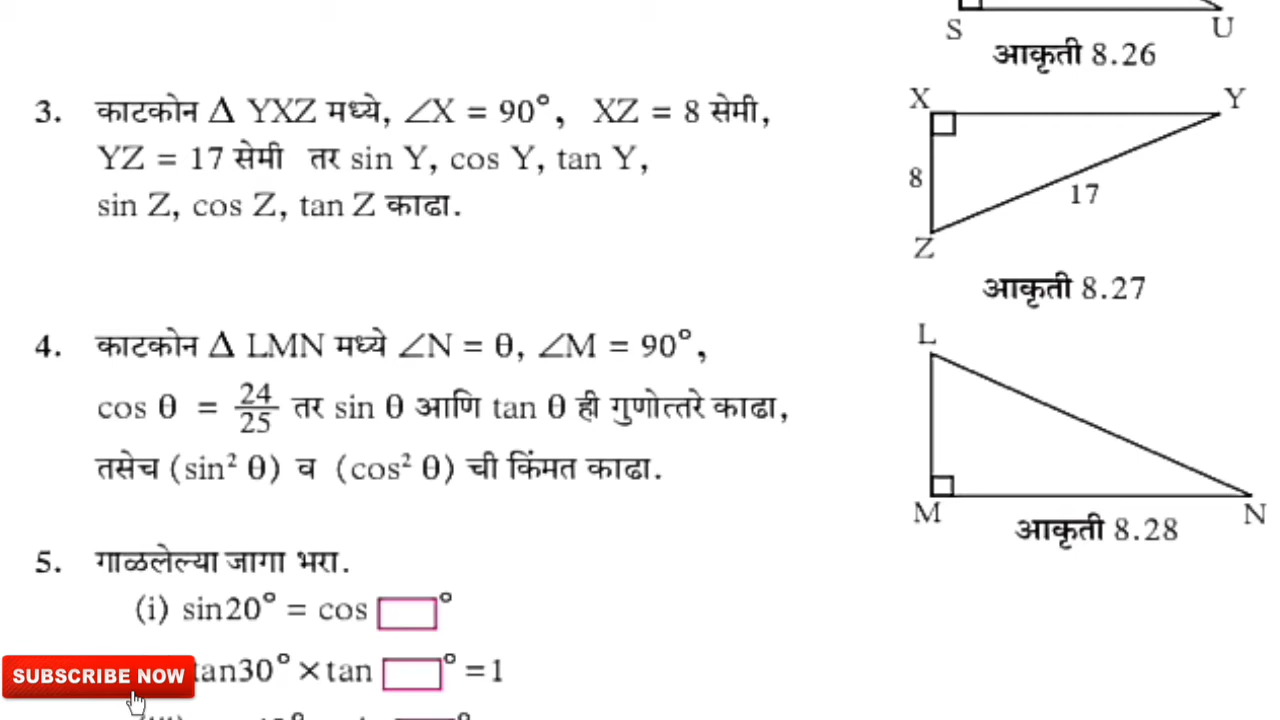 S U
आकृती 8.26
3. काटकोन Δ YXZ मध्ये, ∠X = 90°, XZ = 8 सेमी,
YZ = 17 सेमी तर sin Y, cos Y, tan Y,
sin Z, cos Z, tan Z काढा.
X Y
8
17
Z
आकृती 8.27
4. काटकोन Δ LMN मध्ये ∠N = θ, ∠M = 90°,
cos θ = 24/25 तर sin θ आणि tan θ ही गुणोत्तरे काढा,
तसेच (sin² θ) व (cos² θ) ची किंमत काढा.
L
M N
आकृती 8.28
5. गाळलेल्या जागा भरा.
(i) sin20° = cos □°
tan30° × tan □° = 1
SUBSCRIBE NOW